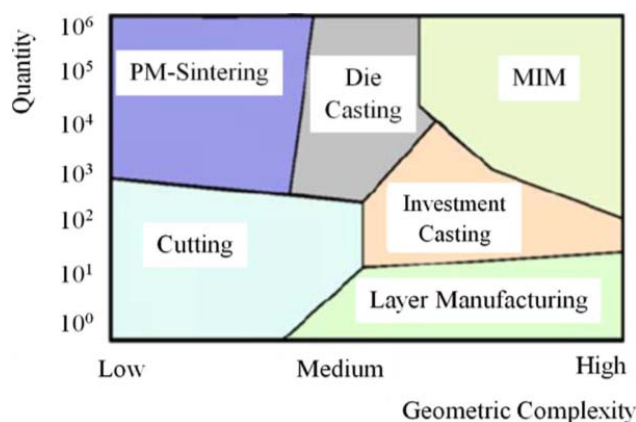 Quantity
10⁶
10⁵
10⁴
10³
10²
10¹
10⁰
PM-Sintering
Die
Casting
MIM
Cutting
Investment
Casting
Layer Manufacturing
Low
Medium
High
Geometric Complexity